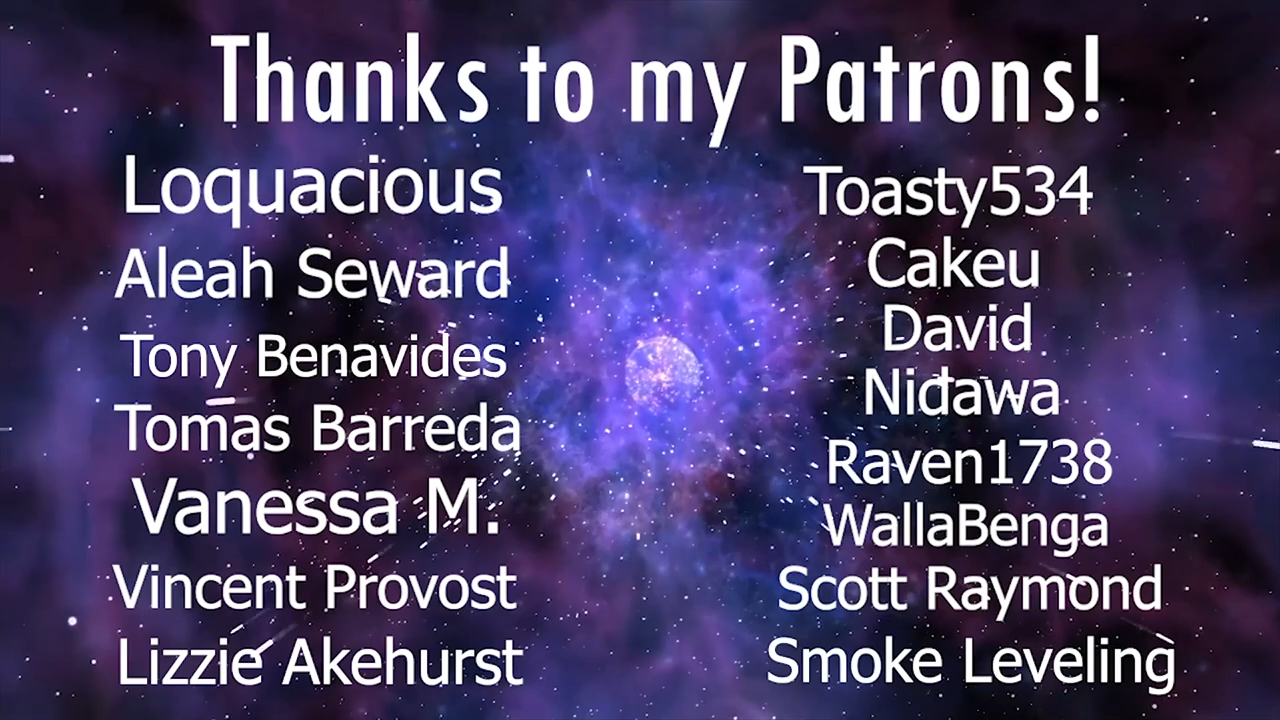 Thanks to my Patrons!
Loquacious
Aleah Seward
Tony Benavides
Tomas Barreda
Vanessa M.
Vincent Provost
Lizzie Akehurst
Toasty534
Cakeu
David
Nidawa
Raven1738
WallaBenga
Scott Raymond
Smoke Leveling